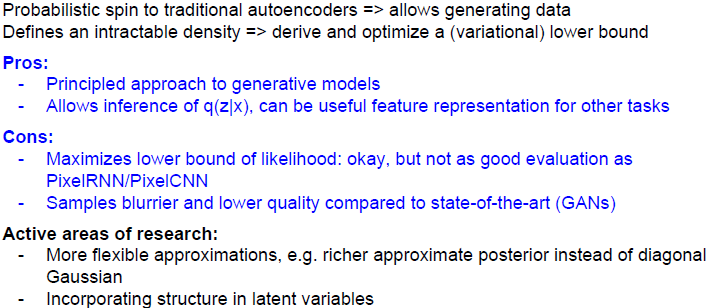 Probabilistic spin to traditional autoencoders => allows generating data
Defines an intractable density => derive and optimize a (variational) lower bound
Pros:
- Principled approach to generative models
- Allows inference of q(z|x), can be useful feature representation for other tasks
Cons:
- Maximizes lower bound of likelihood: okay, but not as good evaluation as
PixelRNN/PixelCNN
- Samples blurrier and lower quality compared to state-of-the-art (GANs)
Active areas of research:
- More flexible approximations, e.g. richer approximate posterior instead of diagonal
Gaussian
- Incorporating structure in latent variables